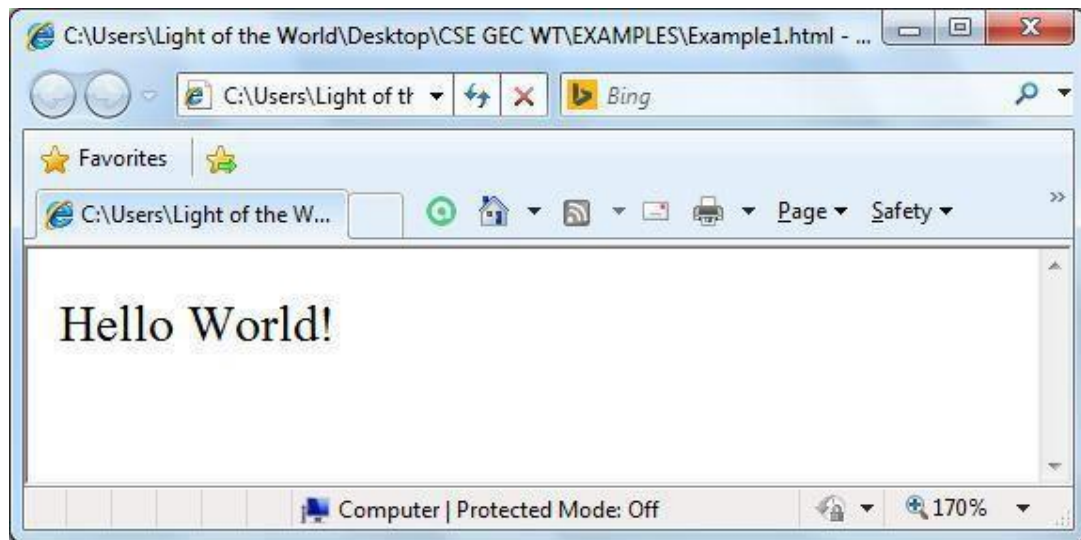 C:\Users\Light of the World\Desktop\CSE GEC WT\EXAMPLES\Example1.html - ...
C:\Users\Light of th
Bing
Favorites
C:\Users\Light of the W...
Page
Safety
Hello World!
Computer | Protected Mode: Off
170%